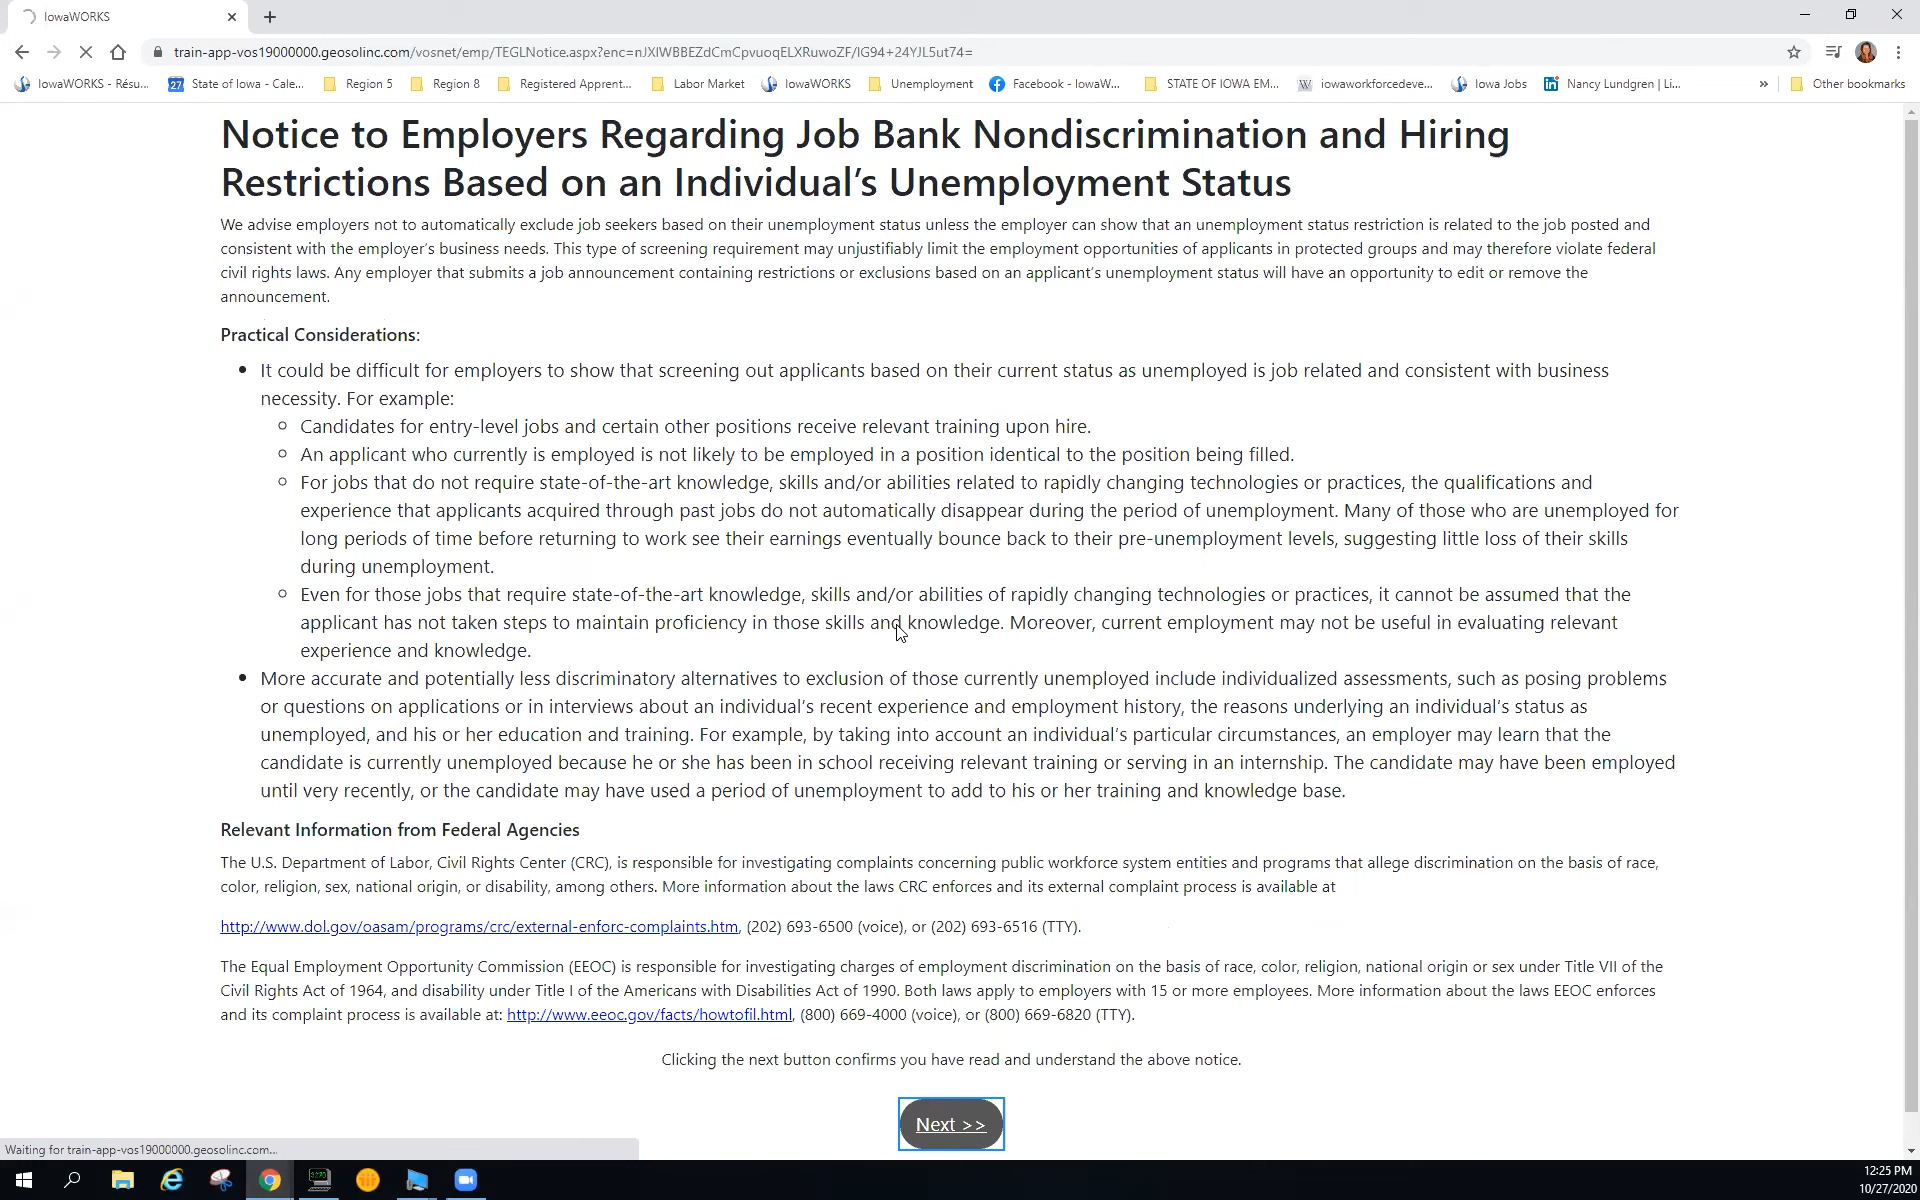 IowaWORKS
train-app-vos19000000.geosolinc.com/vosnet/emp/TEGLNotice.aspx?enc=nJXlWBBEZdCmCpvuoqELXRuwoZF/IG94+24YJL5ut74=
IowaWORKS - Résu... 27 State of Iowa - Cale... Region 5 Region 8 Registered Apprent... Labor Market IowaWORKS Unemployment Facebook - IowaW... STATE OF IOWA EM... W iowaworkforcedeve... Iowa Jobs in Nancy Lundgren | Li... » Other bookmarks
Notice to Employers Regarding Job Bank Nondiscrimination and Hiring
Restrictions Based on an Individual's Unemployment Status
We advise employers not to automatically exclude job seekers based on their unemployment status unless the employer can show that an unemployment status restriction is related to the job posted and
consistent with the employer's business needs. This type of screening requirement may unjustifiably limit the employment opportunities of applicants in protected groups and may therefore violate federal
civil rights laws. Any employer that submits a job announcement containing restrictions or exclusions based on an applicant's unemployment status will have an opportunity to edit or remove the
announcement.
Practical Considerations:
• It could be difficult for employers to show that screening out applicants based on their current status as unemployed is job related and consistent with business
necessity. For example:
○ Candidates for entry-level jobs and certain other positions receive relevant training upon hire.
○ An applicant who currently is employed is not likely to be employed in a position identical to the position being filled.
○ For jobs that do not require state-of-the-art knowledge, skills and/or abilities related to rapidly changing technologies or practices, the qualifications and
experience that applicants acquired through past jobs do not automatically disappear during the period of unemployment. Many of those who are unemployed for
long periods of time before returning to work see their earnings eventually bounce back to their pre-unemployment levels, suggesting little loss of their skills
during unemployment.
○ Even for those jobs that require state-of-the-art knowledge, skills and/or abilities of rapidly changing technologies or practices, it cannot be assumed that the
applicant has not taken steps to maintain proficiency in those skills and knowledge. Moreover, current employment may not be useful in evaluating relevant
experience and knowledge.
• More accurate and potentially less discriminatory alternatives to exclusion of those currently unemployed include individualized assessments, such as posing problems
or questions on applications or in interviews about an individual's recent experience and employment history, the reasons underlying an individual's status as
unemployed, and his or her education and training. For example, by taking into account an individual's particular circumstances, an employer may learn that the
candidate is currently unemployed because he or she has been in school receiving relevant training or serving in an internship. The candidate may have been employed
until very recently, or the candidate may have used a period of unemployment to add to his or her training and knowledge base.
Relevant Information from Federal Agencies
The U.S. Department of Labor, Civil Rights Center (CRC), is responsible for investigating complaints concerning public workforce system entities and programs that allege discrimination on the basis of race,
color, religion, sex, national origin, or disability, among others. More information about the laws CRC enforces and its external complaint process is available at
http://www.dol.gov/oasam/programs/crc/external-enforc-complaints.htm, (202) 693-6500 (voice), or (202) 693-6516 (TTY).
The Equal Employment Opportunity Commission (EEOC) is responsible for investigating charges of employment discrimination on the basis of race, color, religion, national origin or sex under Title VII of the
Civil Rights Act of 1964, and disability under Title I of the Americans with Disabilities Act of 1990. Both laws apply to employers with 15 or more employees. More information about the laws EEOC enforces
and its complaint process is available at: http://www.eeoc.gov/facts/howtofil.html, (800) 669-4000 (voice), or (800) 669-6820 (TTY).
Clicking the next button confirms you have read and understand the above notice.
Next >>
Waiting for train-app-vos19000000.geosolinc.com...
12:25 PM
10/27/2020